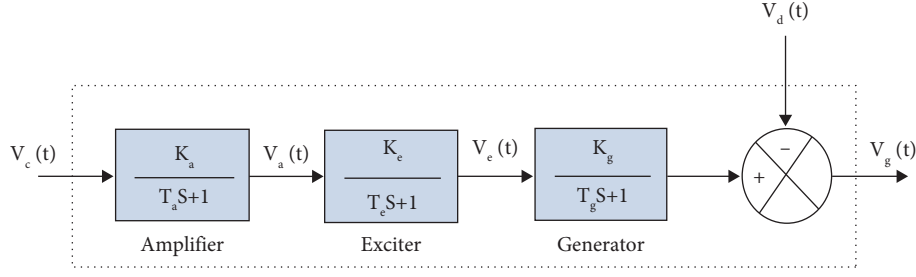 V_d (t)
V_c (t)
K_a
T_aS+1
Amplifier
V_a (t)
K_e
T_eS+1
Exciter
V_e (t)
K_g
T_gS+1
Generator
−
+
V_g (t)